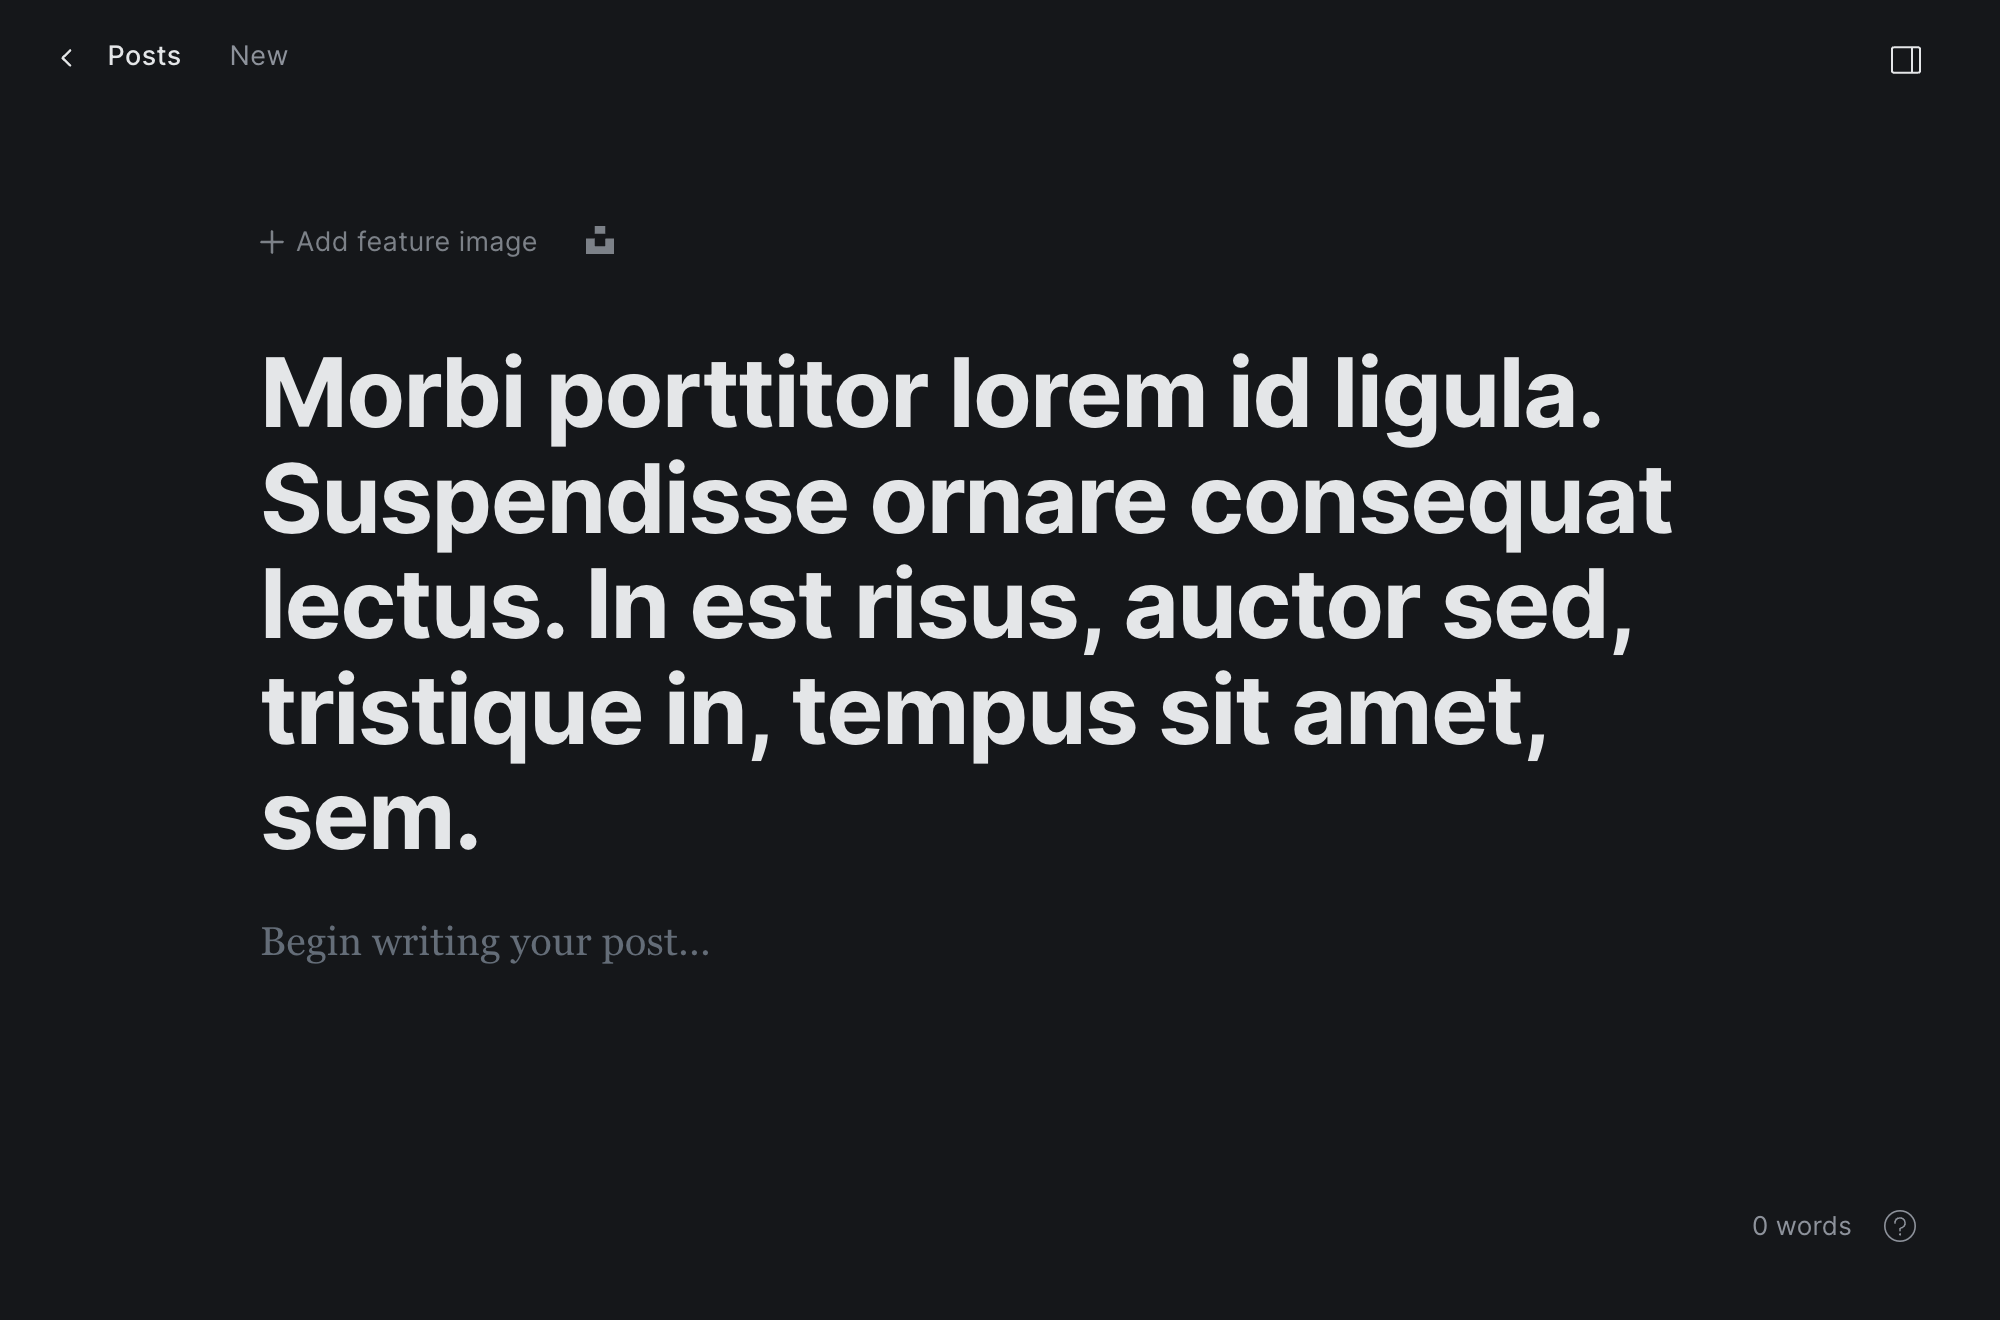 Posts New
Add feature image
Morbi porttitor lorem id ligula.
Suspendisse ornare consequat
lectus. In est risus, auctor sed,
tristique in, tempus sit amet,
sem.
Begin writing your post...
0 words ?